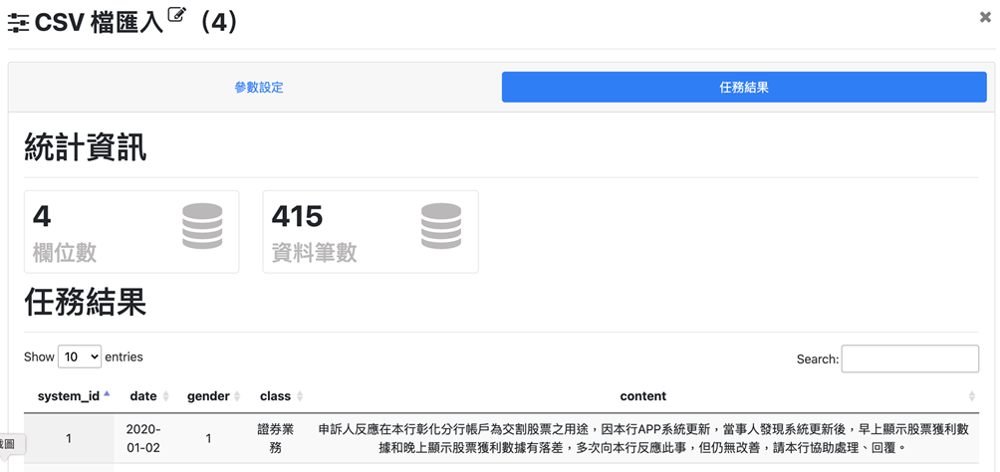 CSV 檔匯入 (4)
參數設定
任務結果
統計資訊
4
欄位數
415
資料筆數
任務結果
Show 10 entries
Search:
system_id date gender class content
1 2020-01-02 1 證券業務 申訴人反應在本行彰化分行帳戶為交割股票之用途，因本行APP系統更新，當事人發現系統更新後，早上顯示股票獲利數
據和晚上顯示股票獲利數據有落差，多次向本行反應此事，但仍無改善，請本行協助處理、回覆。